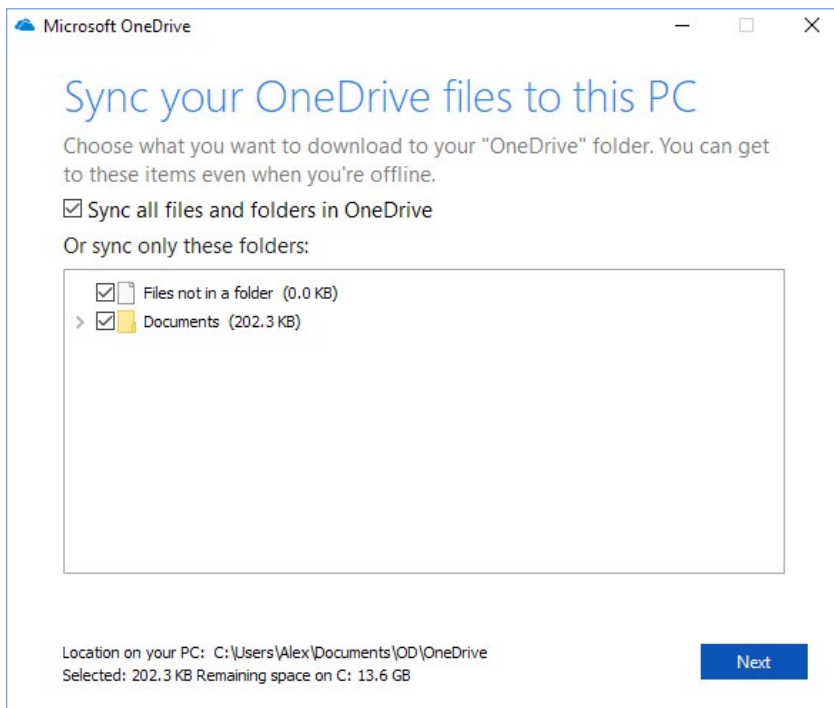 Microsoft OneDrive
Sync your OneDrive files to this PC
Choose what you want to download to your "OneDrive" folder. You can get
to these items even when you're offline.
Sync all files and folders in OneDrive
Or sync only these folders:
Files not in a folder (0.0 KB)
Documents (202.3 KB)
Location on your PC: C:\Users\Alex\Documents\OD\OneDrive
Selected: 202.3 KB Remaining space on C: 13.6 GB
Next